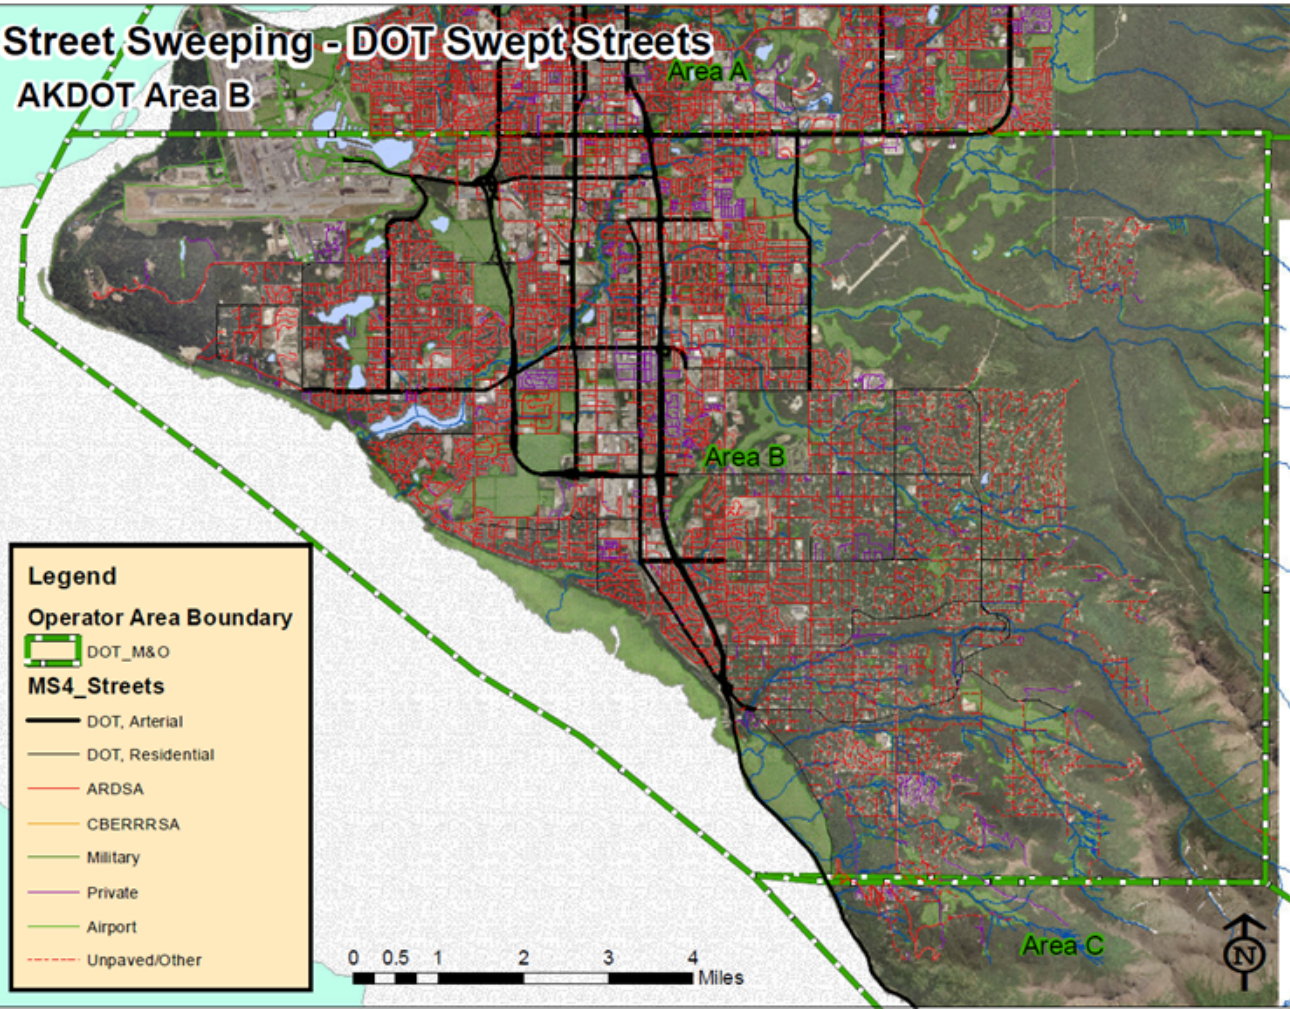 Street Sweeping - DOT Swept Streets
AKDOT Area B
Area A
Area B
Area C
Legend
Operator Area Boundary
DOT_M&O
MS4_Streets
DOT, Arterial
DOT, Residential
ARDSA
CBERRRSA
Military
Private
Airport
Unpaved/Other
0 0.5 1 2 3 4
Miles
N